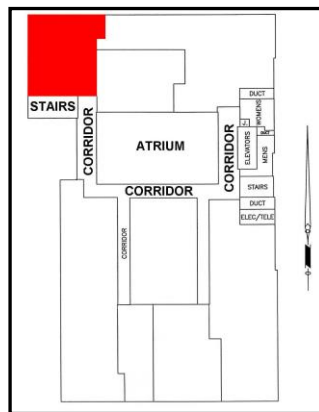 DUCT
STAIRS
WOMENS
J.
CORRIDOR
ATRIUM
CORRIDOR
ELEVATORS
MENS
STAIRS
CORRIDOR
DUCT
CORRIDOR
ELEC/TELE